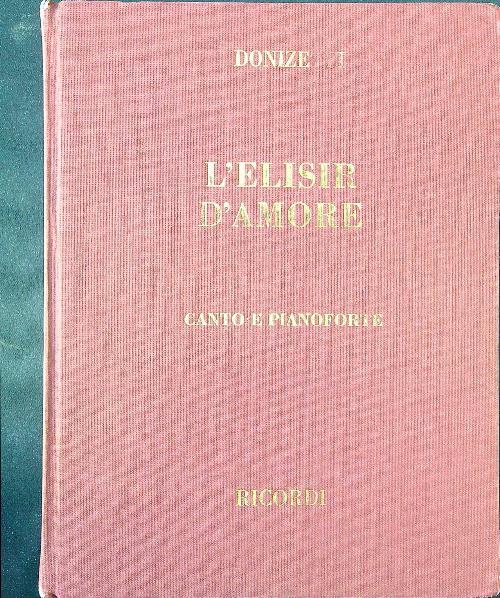 DONIZE I
L'ELISIR
D'AMORE
CANTO E PIANOFORTE
RICORDI